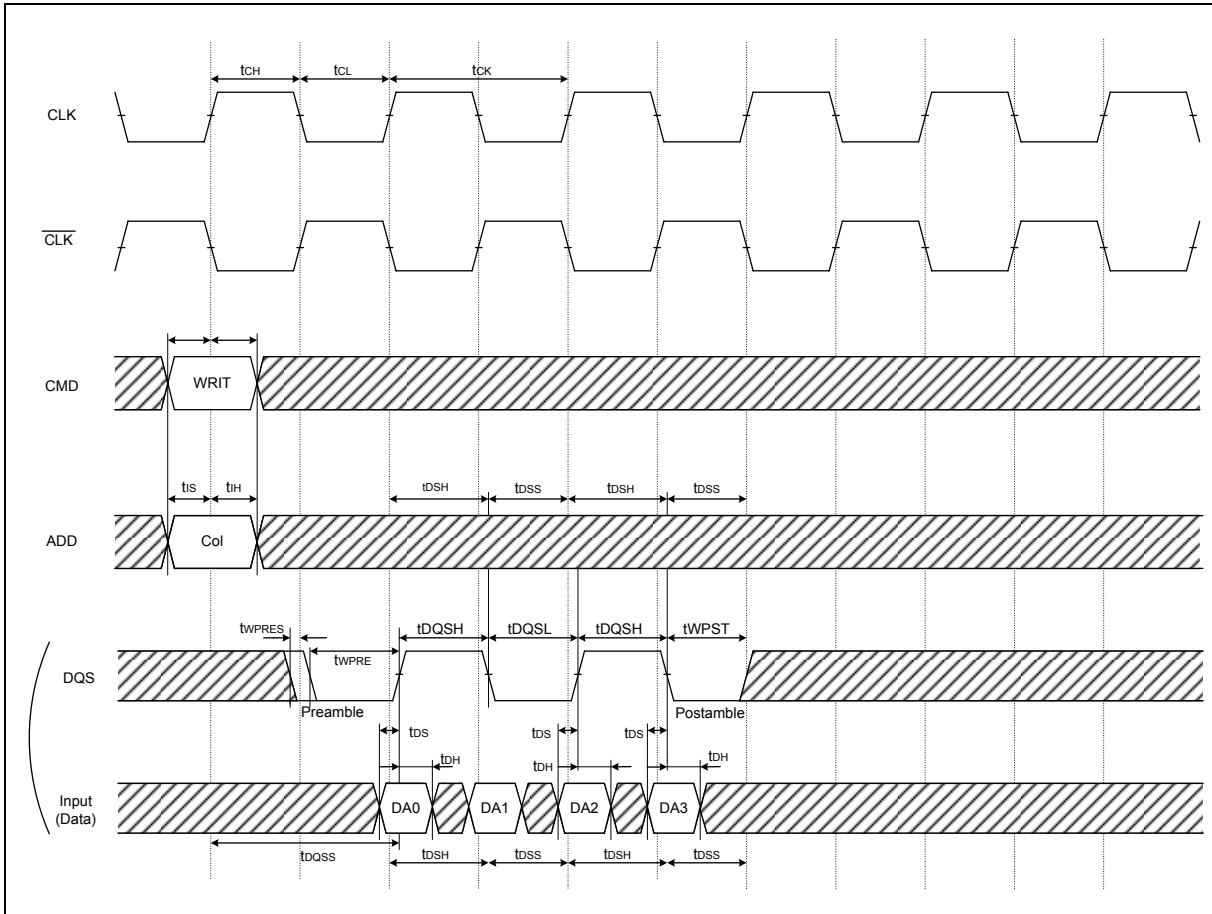 tCH tCL tCK
CLK
CLK
CMD WRIT
tIS tIH tDSH tDSS tDSH tDSS
ADD Col
tWPRES tWPRE tDQSH tDQSL tDQSH tWPST
DQS
Preamble Postamble
tDS tDS tDS
tDH tDH tDH
Input
(Data)
DA0 DA1 DA2 DA3
tDQSS tDSH tDSS tDSH tDSS